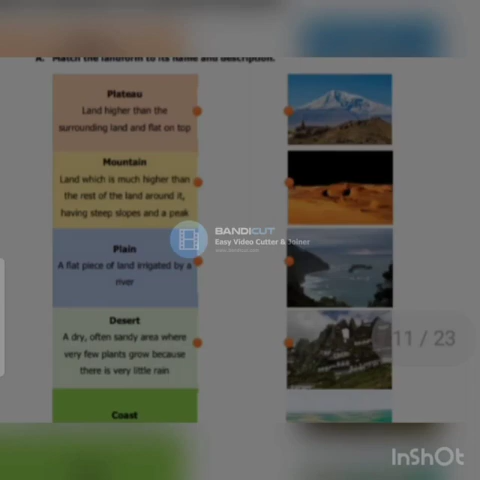 A. Match the landform to its name and description.
Plateau
Land higher than the
surrounding land and flat on top
Mountain
Land which is much higher than
the rest of the land around it,
having steep slopes and a peak
Plain
A flat piece of land irrigated by a
river
Desert
A dry, often sandy area where
very few plants grow because
there is very little rain
Coast
BANDICUT
Easy Video Cutter & Joiner
www.bandicut.com
11 / 23
InShOt